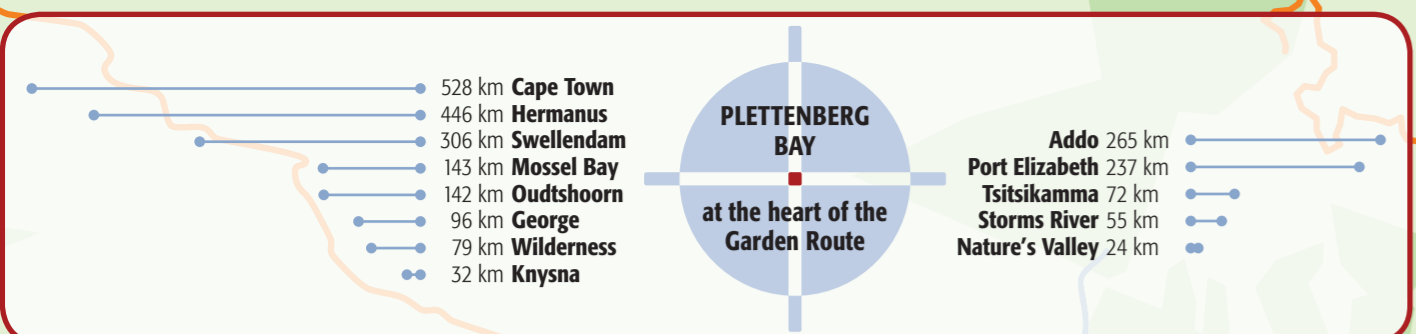 528 km Cape Town
446 km Hermanus
306 km Swellendam
143 km Mossel Bay
142 km Oudtshoorn
96 km George
79 km Wilderness
32 km Knysna
PLETTENBERG
BAY
at the heart of the
Garden Route
Addo 265 km
Port Elizabeth 237 km
Tsitsikamma 72 km
Storms River 55 km
Nature's Valley 24 km